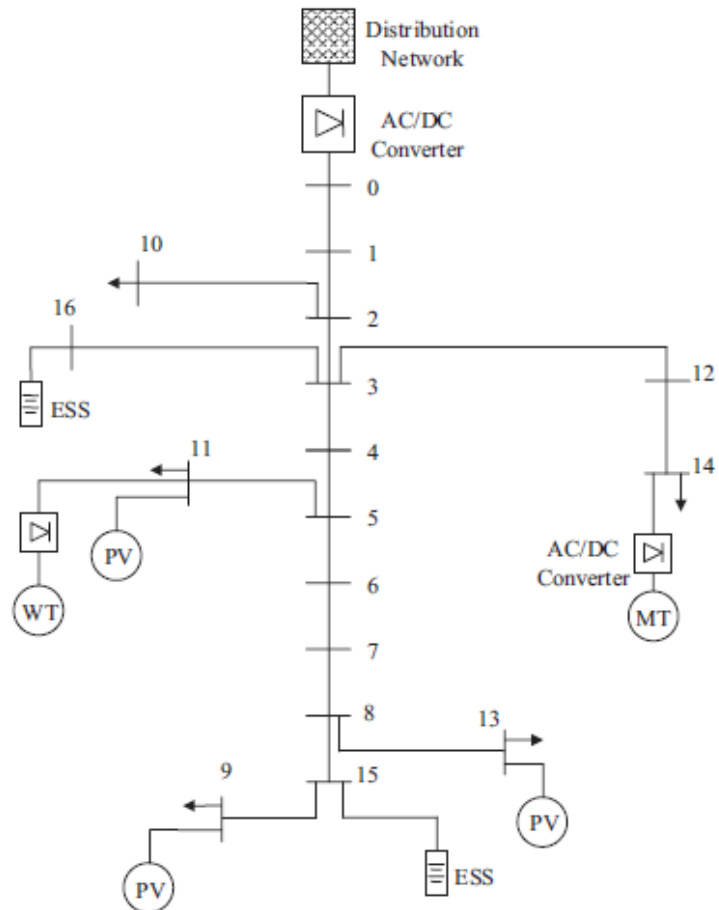 Distribution
Network
AC/DC
Converter
0
10
1
16
2
3
12
ESS
11
4
14
5
PV
AC/DC
Converter
WT
6
MT
7
8
13
9
15
PV
PV
ESS